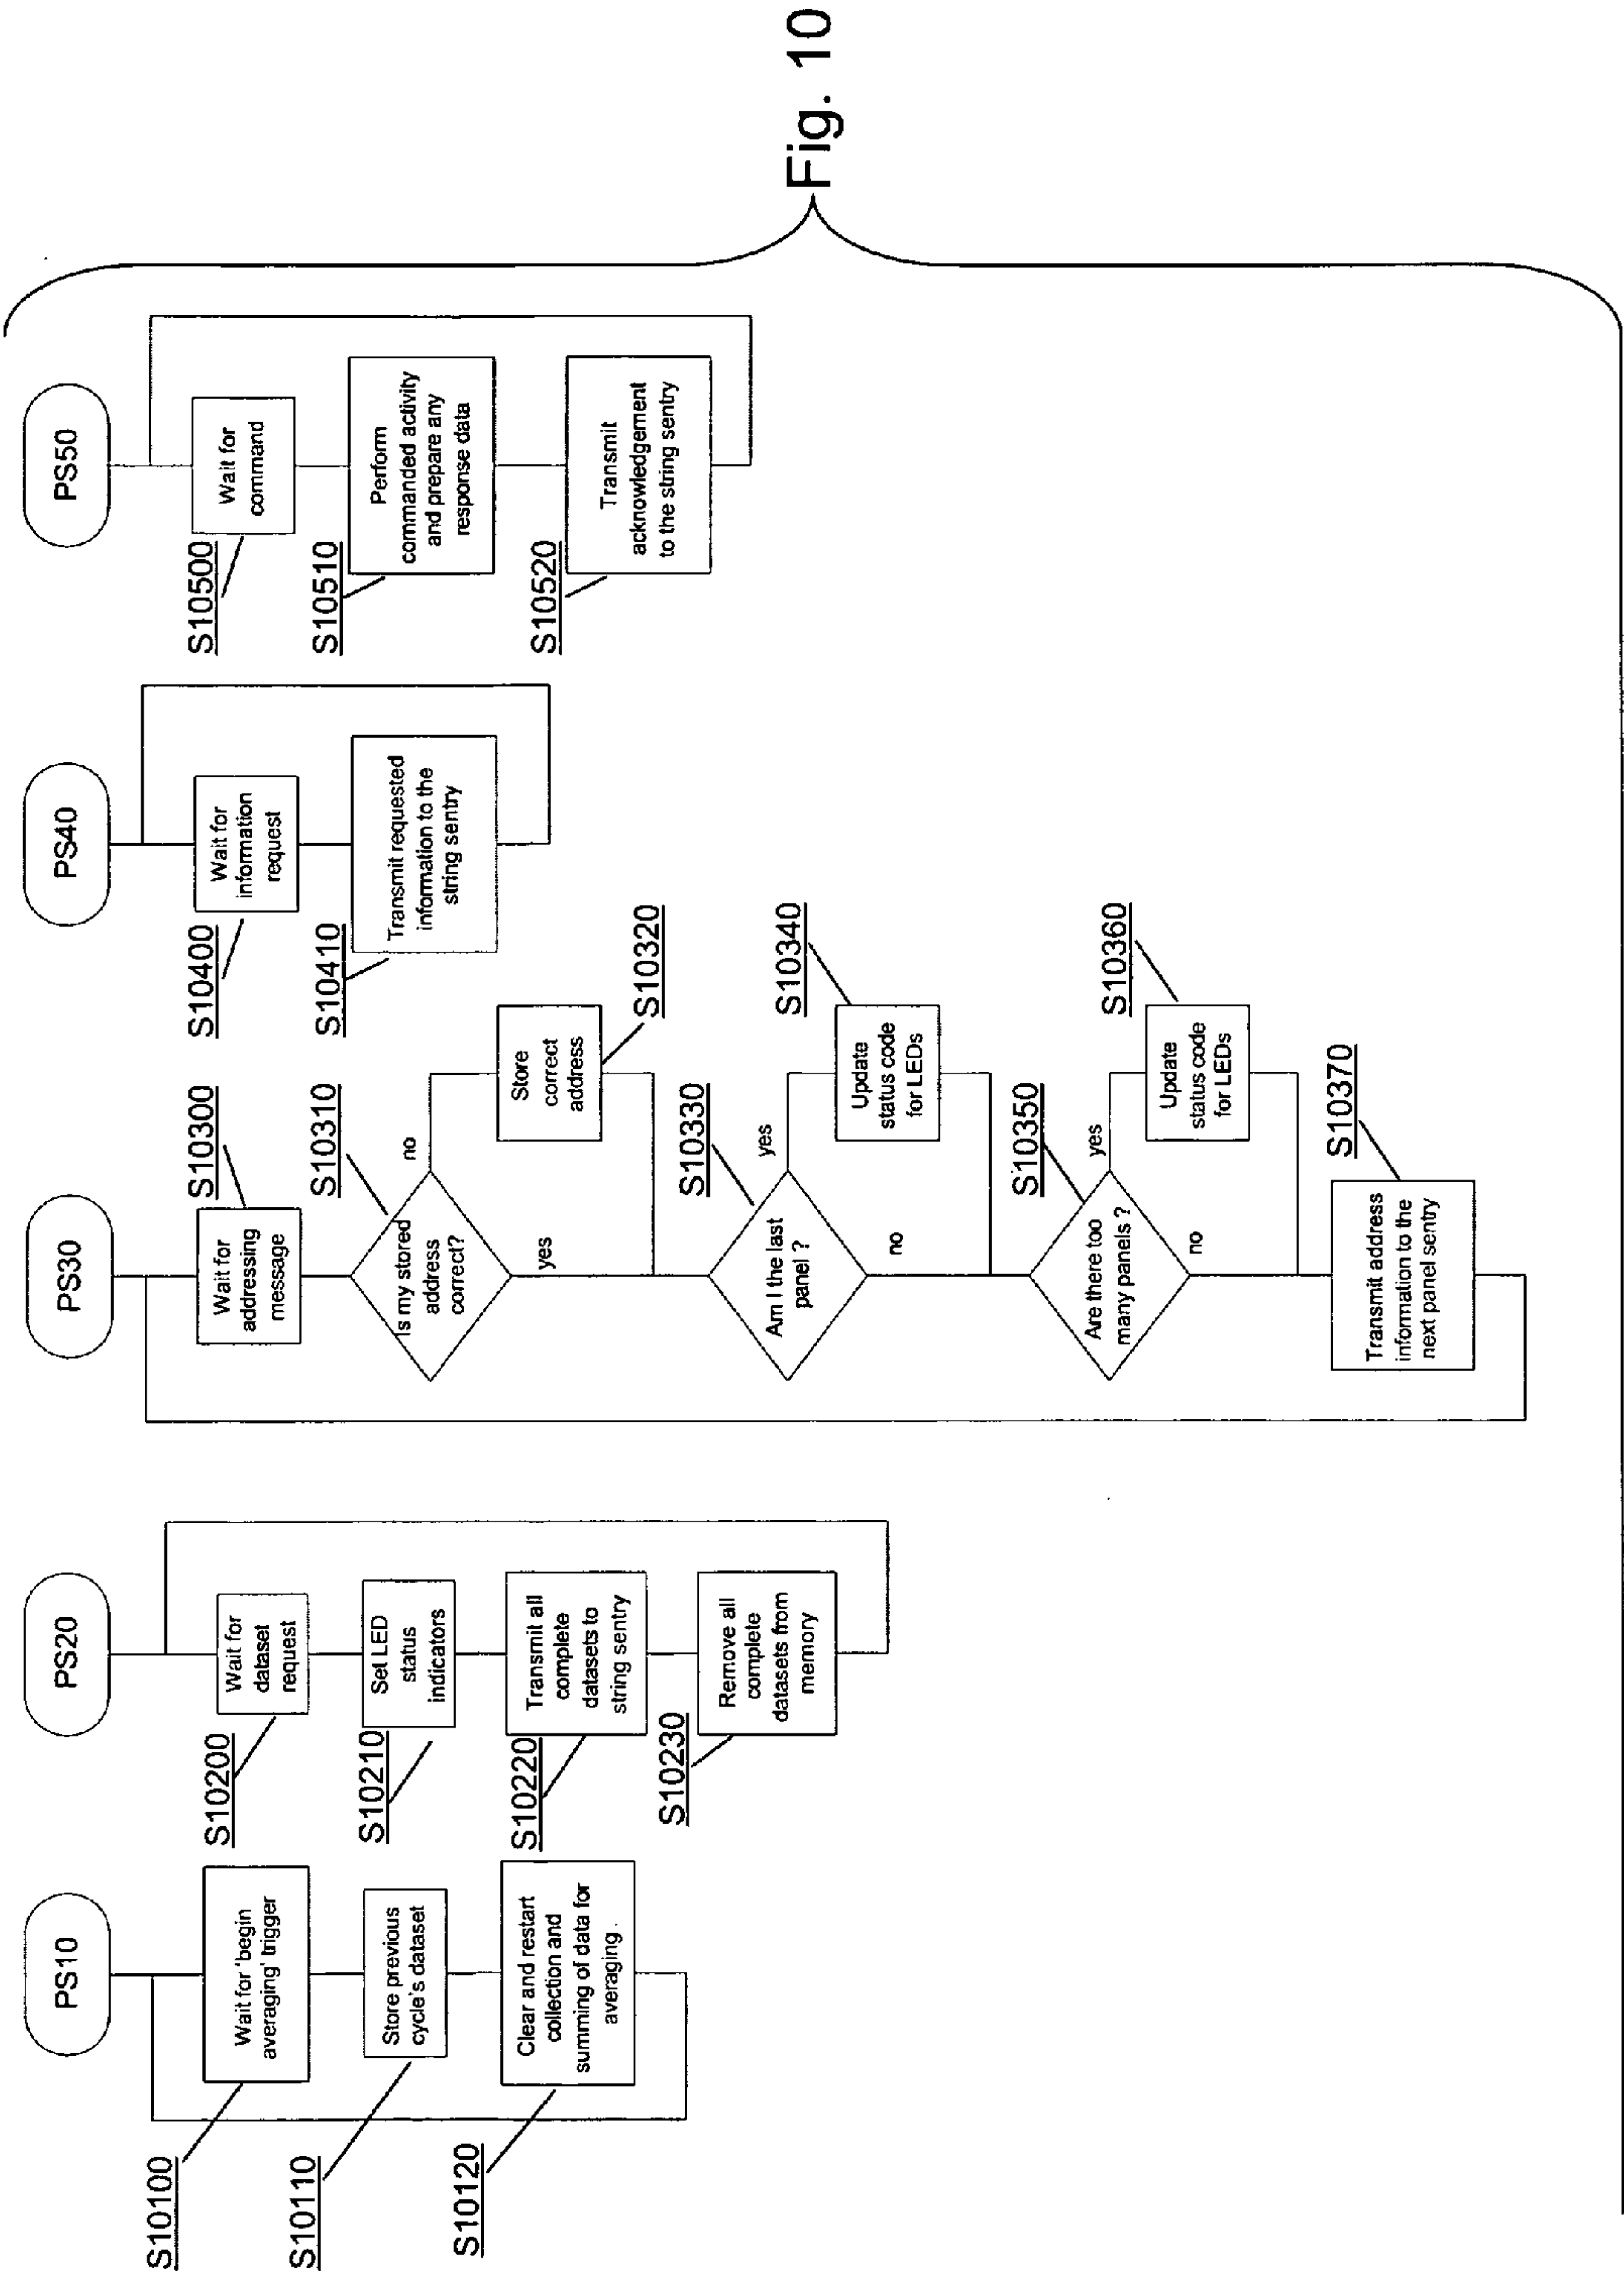 PS10
S10100
Wait for 'begin
averaging' trigger
S10110
Store previous
cycle's dataset
S10120
Clear and restart
collection and
summing of data for
averaging.
PS20
S10200
Wait for
dataset
request
S10210
Set LED
status
indicators
S10220
Transmit all
complete
datasets to
string sentry
S10230
Remove all
complete
datasets from
memory
PS30
S10300
Wait for
addressing
message
S10310
Is my stored
address
correct?
no
yes
Store
correct
address
S10320
S10330
Am I the last
panel ?
yes
no
S10340
Update
status code
for LEDs
S10350
Are there too
many panels ?
yes
no
S10360
Update
status code
for LEDs
S10370
Transmit address
information to the
next panel sentry
PS40
S10400
Wait for
information
request
S10410
Transmit requested
information to the
string sentry
PS50
S10500
Wait for
command
S10510
Perform
commanded activity
and prepare any
response data
S10520
Transmit
acknowledgement
to the string sentry
Fig. 10